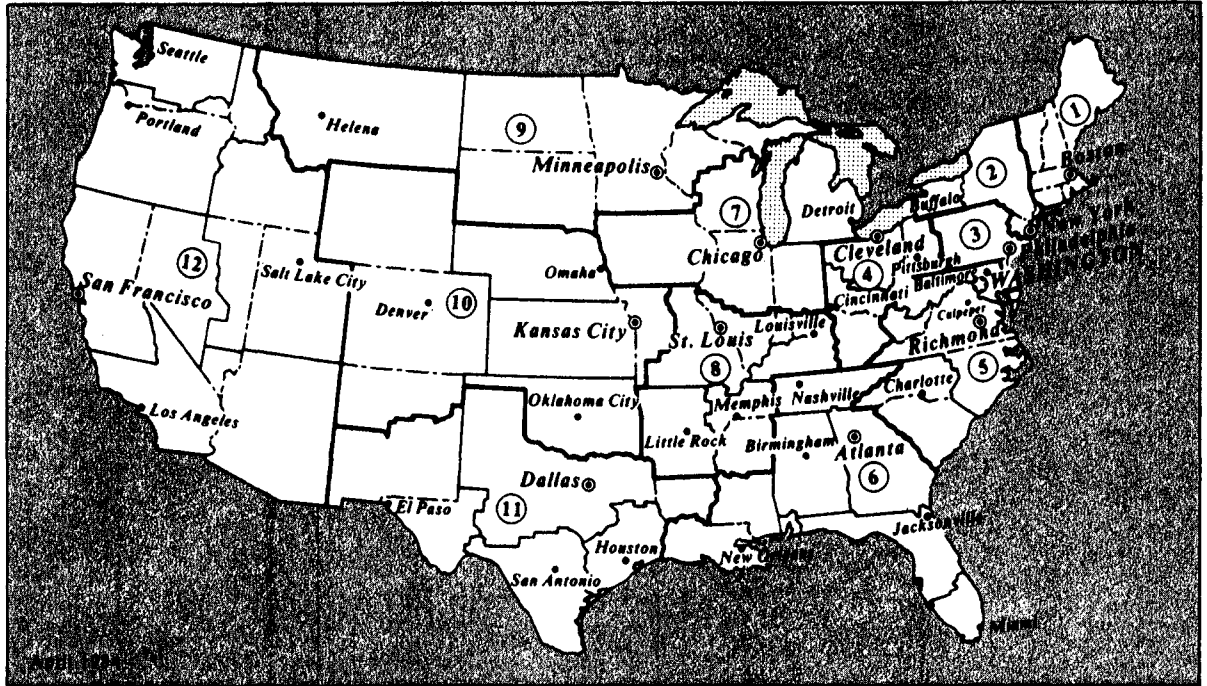 Seattle
Portland
Helena
9
Minneapolis
1
Boston
2
Buffalo
7
Detroit
Chicago
3
New York
Philadelphia
Cleveland
4
Pittsburgh
Baltimore
WASHINGTON
Cincinnati
12
Salt Lake City
San Francisco
Omaha
Denver
10
Kansas City
St. Louis
Louisville
8
Culpeper
Richmond
5
Charlotte
Los Angeles
Oklahoma City
Memphis
Nashville
Little Rock
Birmingham
Atlanta
6
Dallas
El Paso
11
Jacksonville
Houston
New Orleans
San Antonio
Miami